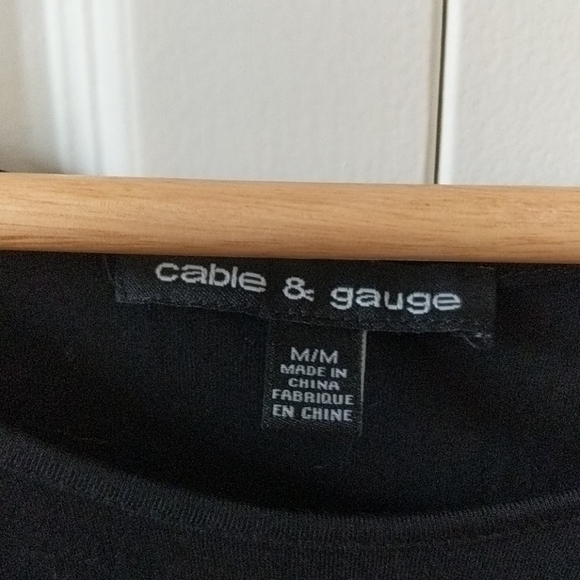 cable & gauge
M/M
MADE IN
CHINA
FABRIQUE
EN CHINE